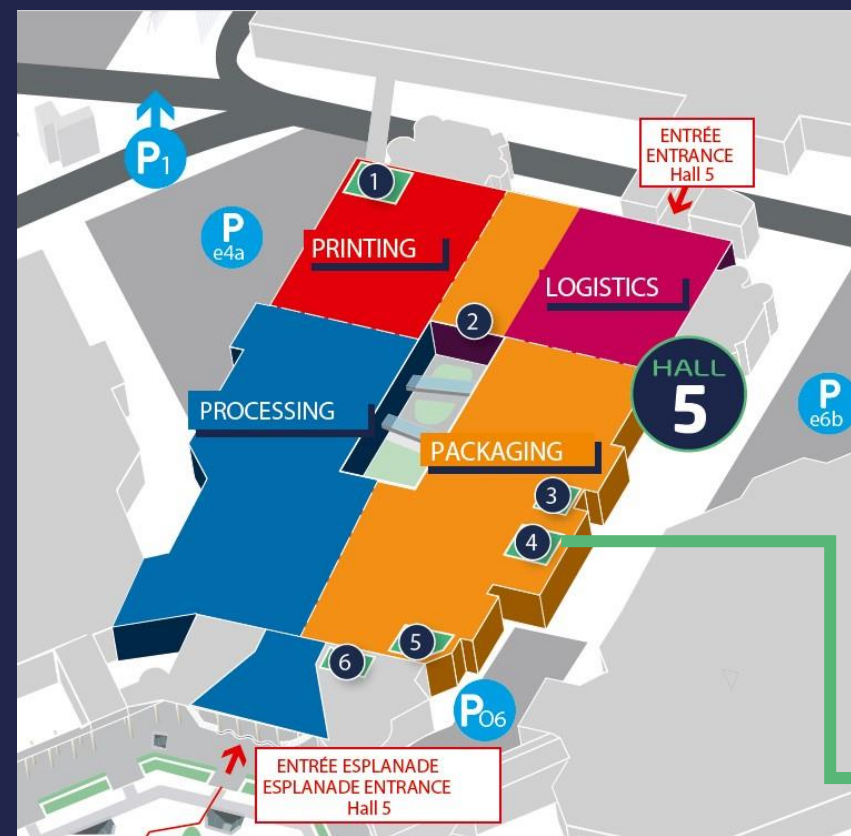 ENTRÉE
ENTRANCE
Hall 5
P1
1
P
e4a
PRINTING
LOGISTICS
2
HALL
5
P
e6b
PROCESSING
PACKAGING
3
4
5
6
PO6
ENTRÉE ESPLANADE
ESPLANADE ENTRANCE
Hall 5